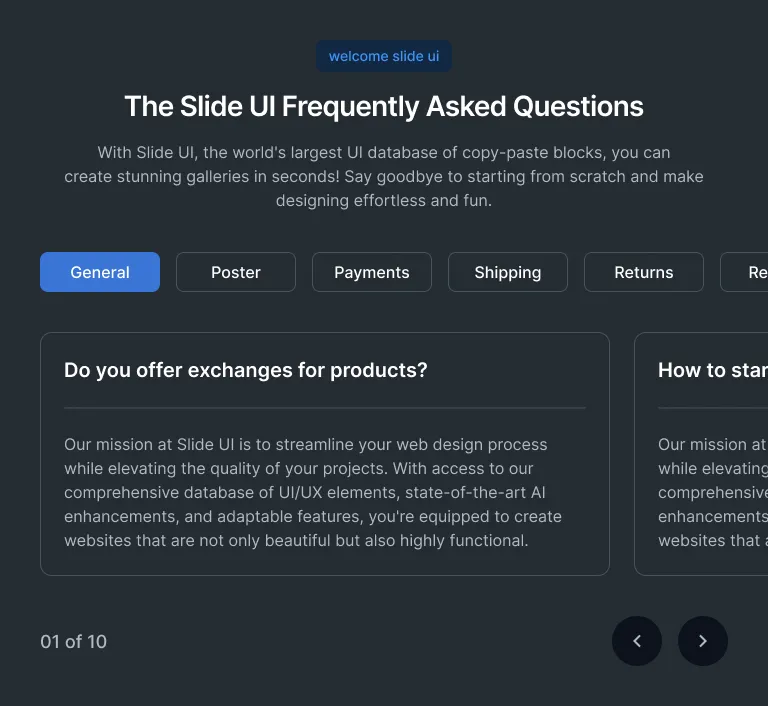 welcome slide ui
The Slide UI Frequently Asked Questions
With Slide UI, the world's largest UI database of copy-paste blocks, you can
create stunning galleries in seconds! Say goodbye to starting from scratch and make
designing effortless and fun.
General Poster Payments Shipping Returns
Do you offer exchanges for products?
Our mission at Slide UI is to streamline your web design process
while elevating the quality of your projects. With access to our
comprehensive database of UI/UX elements, state-of-the-art AI
enhancements, and adaptable features, you're equipped to create
websites that are not only beautiful but also highly functional.
How to
Our mission at
while elevating
comprehensive
enhancements
websites that
01 of 10